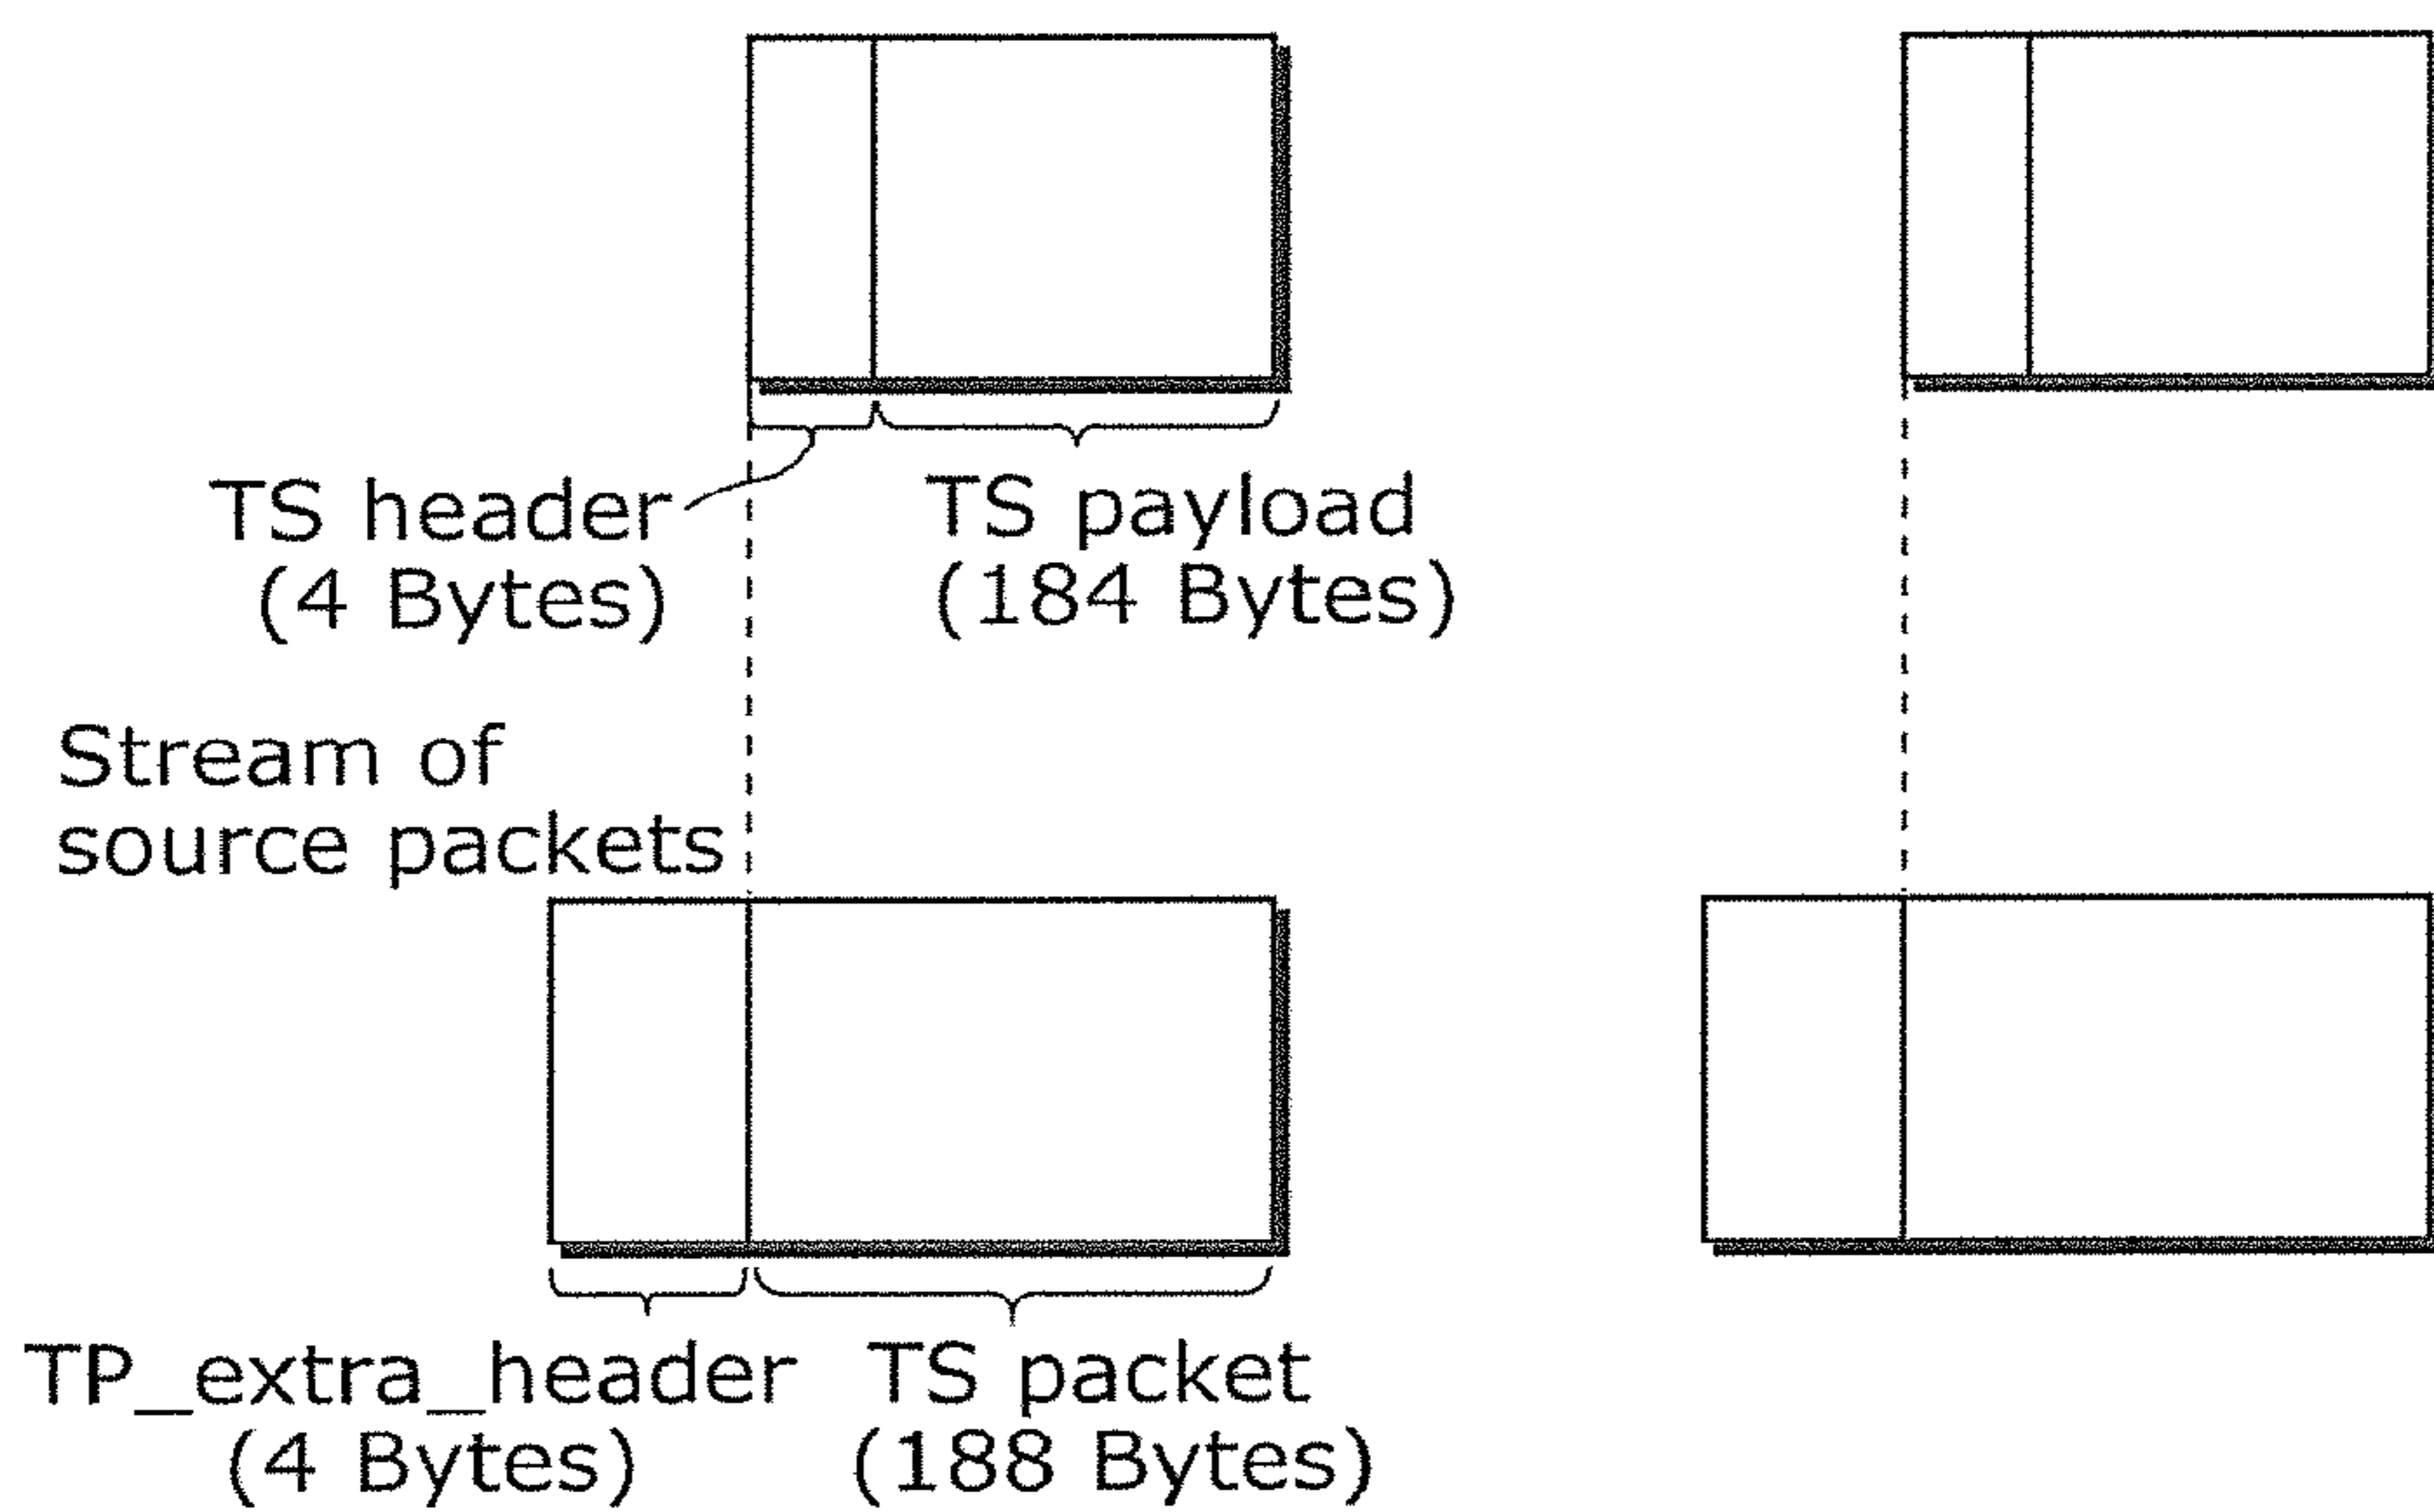 TS header
(4 Bytes)
TS payload
(184 Bytes)
Stream of
source packets
TP_extra_header
(4 Bytes)
TS packet
(188 Bytes)